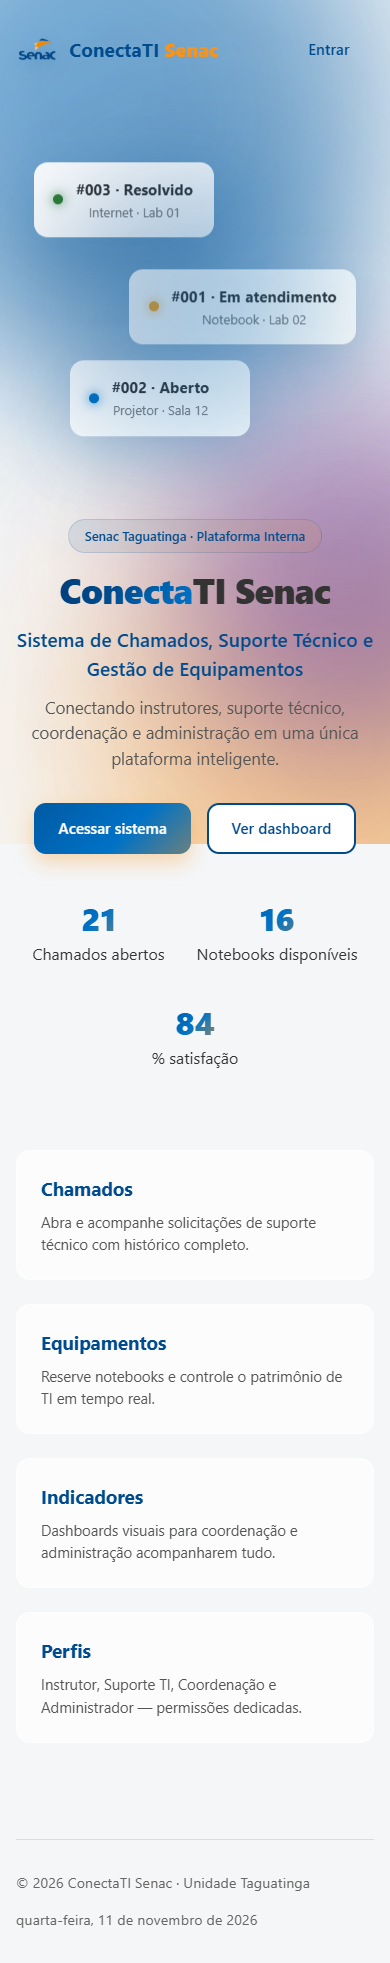 Senac
ConectaTI Senac
Entrar
#003 · Resolvido
Internet · Lab 01
#001 · Em atendimento
Notebook · Lab 02
#002 · Aberto
Projetor · Sala 12
Senac Taguatinga · Plataforma Interna
ConectaTI Senac
Sistema de Chamados, Suporte Técnico e
Gestão de Equipamentos
Conectando instrutores, suporte técnico,
coordenação e administração em uma única
plataforma inteligente.
Acessar sistema
Ver dashboard
21
Chamados abertos
16
Notebooks disponíveis
84
% satisfação
Chamados
Abra e acompanhe solicitações de suporte
técnico com histórico completo.
Equipamentos
Reserve notebooks e controle o patrimônio de
TI em tempo real.
Indicadores
Dashboards visuais para coordenação e
administração acompanharem tudo.
Perfis
Instrutor, Suporte TI, Coordenação e
Administrador — permissões dedicadas.
© 2026 ConectaTI Senac · Unidade Taguatinga
quarta-feira, 11 de novembro de 2026